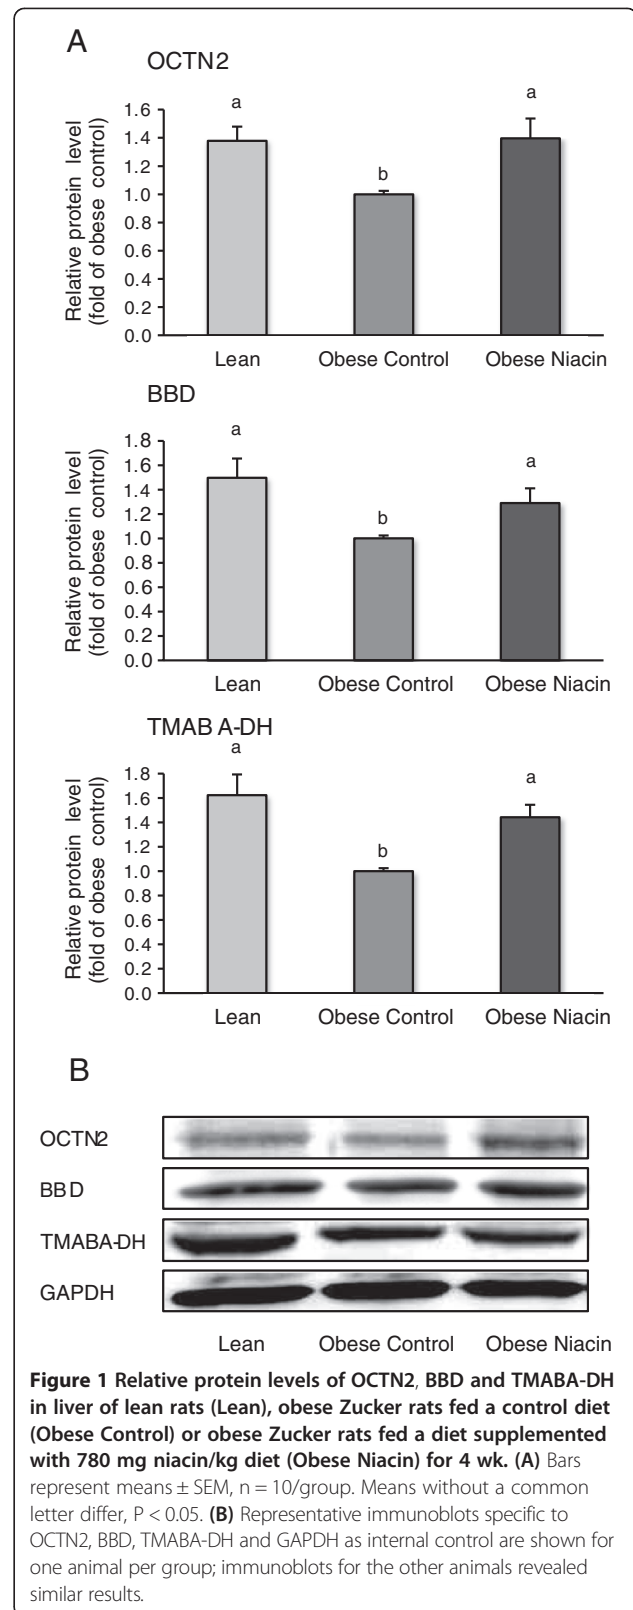 A
OCTN2
a
b
a
1.6
1.4
1.2
1.0
0.8
0.6
0.4
0.2
0.0
Relative protein level
(fold of obese control)
Lean Obese Control Obese Niacin
BBD
a
b
a
1.8
1.6
1.4
1.2
1.0
0.8
0.6
0.4
0.2
0.0
Relative protein level
(fold of obese control)
Lean Obese Control Obese Niacin
TMAB A-DH
a
b
a
1.8
1.6
1.4
1.2
1.0
0.8
0.6
0.4
0.2
0.0
Relative protein level
(fold of obese control)
Lean Obese Control Obese Niacin
B
OCTN2
BBD
TMABA-DH
GAPDH
Lean Obese Control Obese Niacin
Figure 1 Relative protein levels of OCTN2, BBD and TMABA-DH
in liver of lean rats (Lean), obese Zucker rats fed a control diet
(Obese Control) or obese Zucker rats fed a diet supplemented
with 780 mg niacin/kg diet (Obese Niacin) for 4 wk. (A) Bars
represent means ± SEM, n = 10/group. Means without a common
letter differ, P < 0.05. (B) Representative immunoblots specific to
OCTN2, BBD, TMABA-DH and GAPDH as internal control are shown for
one animal per group; immunoblots for the other animals revealed
similar results.